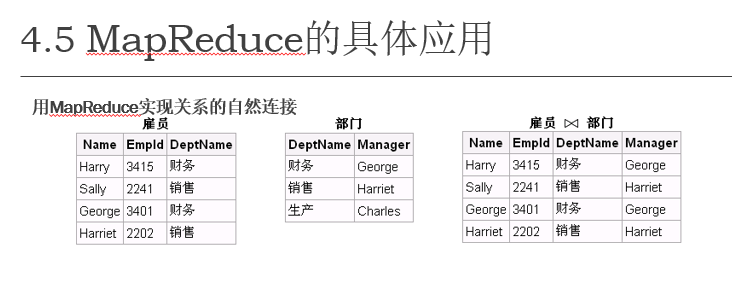 4.5 MapReduce的具体应用
用MapReduce实现关系的自然连接
雇员
Name EmpId DeptName
Harry 3415 财务
Sally 2241 销售
George 3401 财务
Harriet 2202 销售
部门
DeptName Manager
财务 George
销售 Harriet
生产 Charles
雇员 ⋈ 部门
Name EmpId DeptName Manager
Harry 3415 财务 George
Sally 2241 销售 Harriet
George 3401 财务 George
Harriet 2202 销售 Harriet